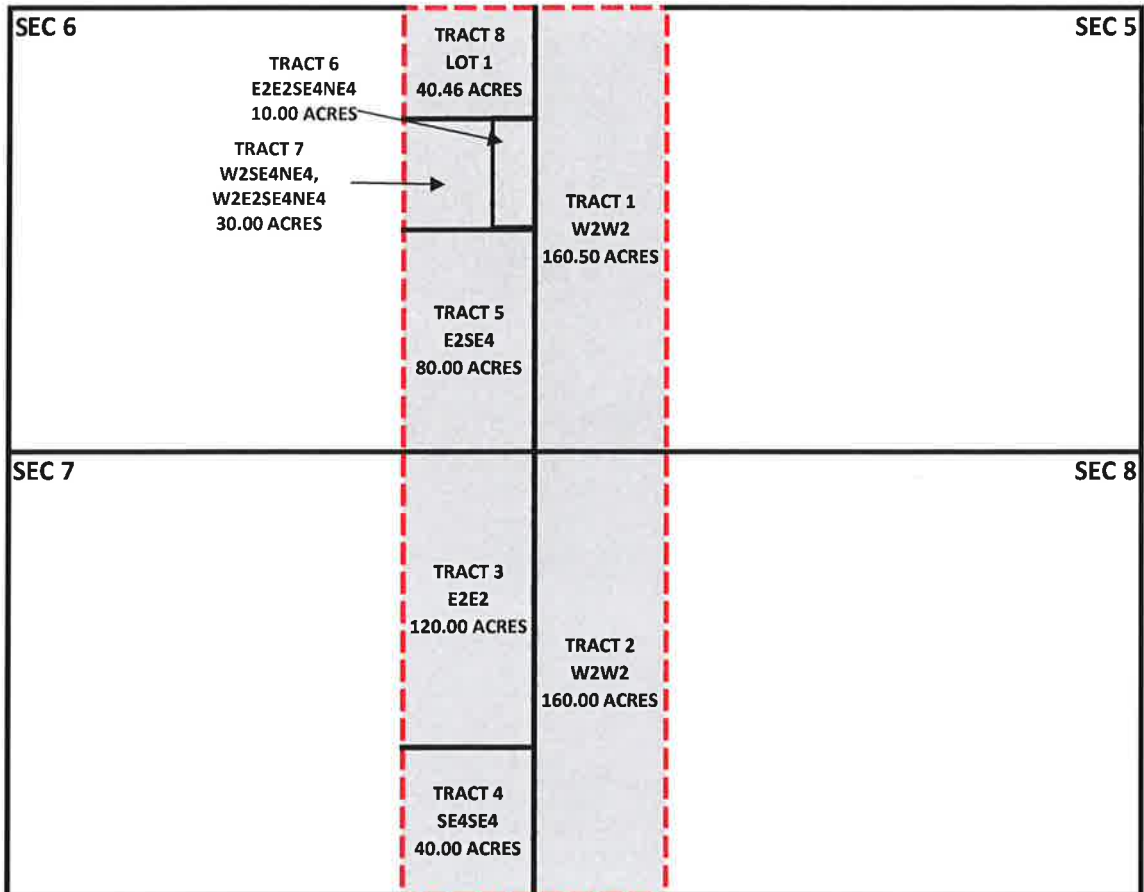 SEC 6
SEC 5
TRACT 8
LOT 1
40.46 ACRES
TRACT 6
E2E2SE4NE4
10.00 ACRES
TRACT 7
W2SE4NE4,
W2E2SE4NE4
30.00 ACRES
TRACT 1
W2W2
160.50 ACRES
TRACT 5
E2SE4
80.00 ACRES
SEC 7
SEC 8
TRACT 3
E2E2
120.00 ACRES
TRACT 2
W2W2
160.00 ACRES
TRACT 4
SE4SE4
40.00 ACRES